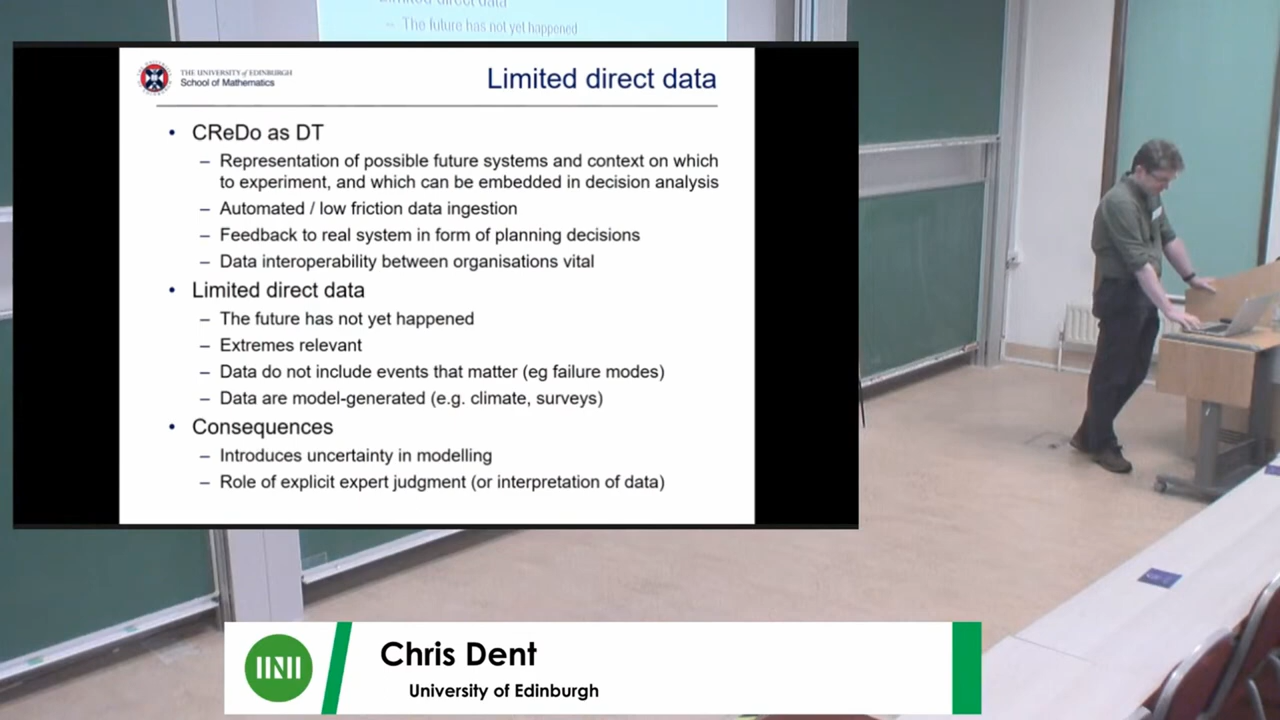 Limited direct data
– The future has not yet happened
THE UNIVERSITY of EDINBURGH
School of Mathematics
Limited direct data
• CReDo as DT
– Representation of possible future systems and context on which
to experiment, and which can be embedded in decision analysis
– Automated / low friction data ingestion
– Feedback to real system in form of planning decisions
– Data interoperability between organisations vital
• Limited direct data
– The future has not yet happened
– Extremes relevant
– Data do not include events that matter (eg failure modes)
– Data are model-generated (e.g. climate, surveys)
• Consequences
– Introduces uncertainty in modelling
– Role of explicit expert judgment (or interpretation of data)
Chris Dent
University of Edinburgh